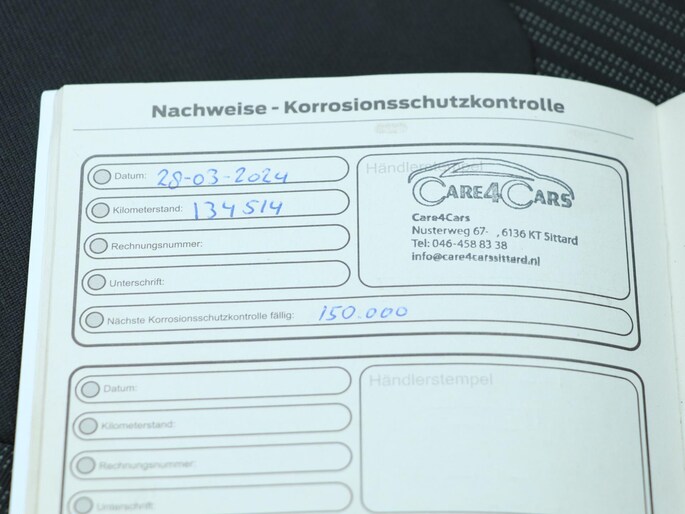 Nachweise - Korrosionsschutzkontrolle
Datum: 28-03-2024
Kilometerstand: 134514
Rechnungsnummer:
Unterschrift:
Nächste Korrosionsschutzkontrolle fällig: 150.000
Händlerstempel
CARE4CARS
Care4Cars
Nusterweg 67- , 6136 KT Sittard
Tel: 046-458 83 38
info@care4carssittard.nl
Datum:
Kilometerstand:
Rechnungsnummer:
Unterschrift:
Händlerstempel